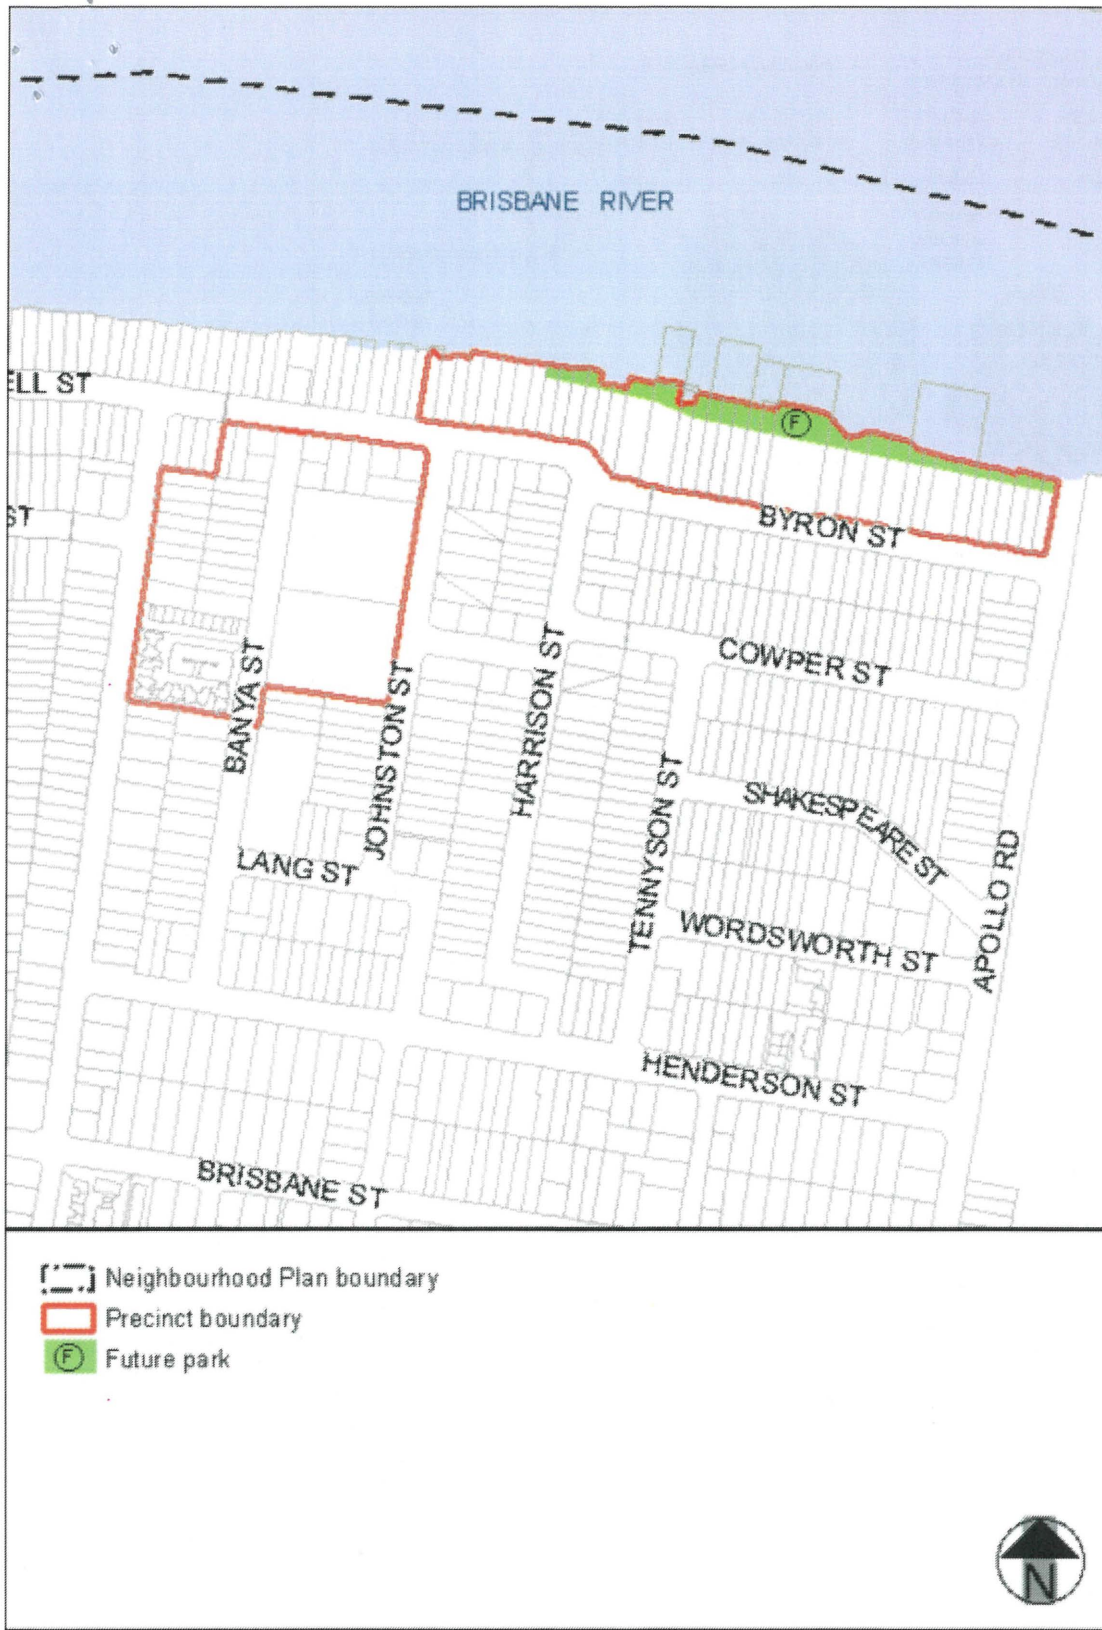 BRISBANE RIVER
ELL ST
ST
F
BYRON ST
COWPER ST
BANYA ST
JOHNSTON ST
HARRISON ST
TENNYSON ST
SHAKESPEARE ST
LANG ST
WORDSWORTH ST
APOLLO RD
HENDERSON ST
BRISBANE ST
Neighbourhood Plan boundary
Precinct boundary
F Future park
N